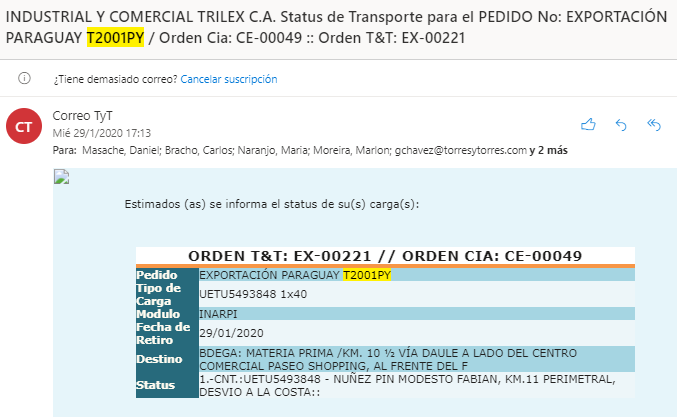 INDUSTRIAL Y COMERCIAL TRILEX C.A. Status de Transporte para el PEDIDO No: EXPORTACIÓN
PARAGUAY T2001PY / Orden Cia: CE-00049 :: Orden T&T: EX-00221
¿Tiene demasiado correo? Cancelar suscripción
CT
Correo TyT
Mié 29/1/2020 17:13
Para: Masache, Daniel; Bracho, Carlos; Naranjo, Maria; Moreira, Marlon; gchavez@torresytorres.com y 2 más
Estimados (as) se informa el status de su(s) carga(s):
ORDEN T&T: EX-00221 // ORDEN CIA: CE-00049
Pedido EXPORTACIÓN PARAGUAY T2001PY
Tipo de
Carga UETU5493848 1x40
Modulo INARPI
Fecha de
Retiro 29/01/2020
Destino BDEGA: MATERIA PRIMA /KM. 10 ½ VÍA DAULE A LADO DEL CENTRO
COMERCIAL PASEO SHOPPING, AL FRENTE DEL F
Status 1.-CNT.:UETU5493848 - NUÑEZ PIN MODESTO FABIAN, KM.11 PERIMETRAL,
DESVIO A LA COSTA::